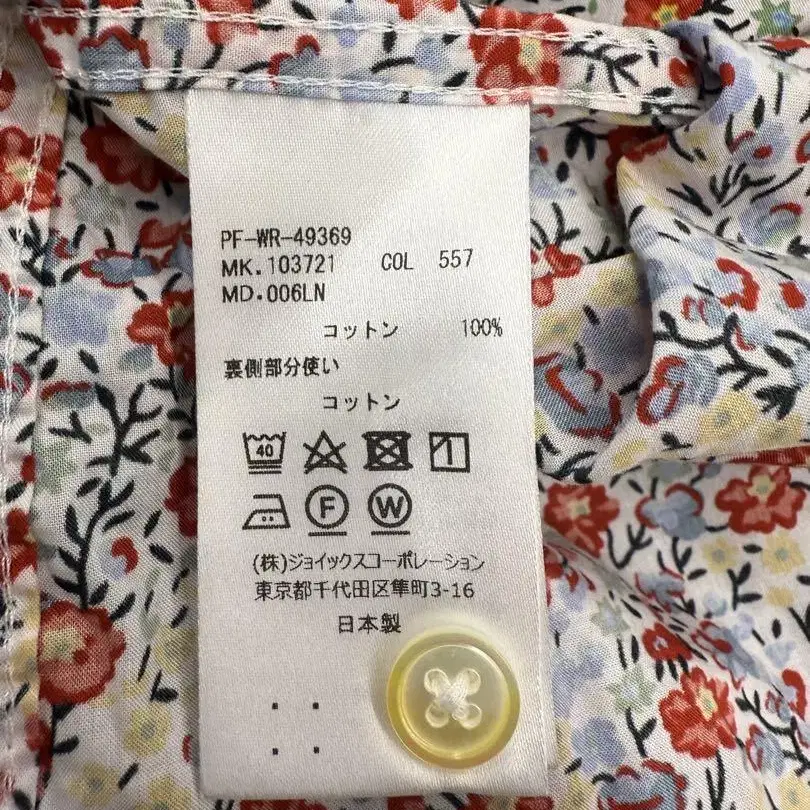 PF-WR-49369
MK.103721 COL 557
MD.006LN
コットン 100%
裏側部分使い
コットン
40
F W
(株)ジョイックスコーポレーション
東京都千代田区隼町3-16
日本製